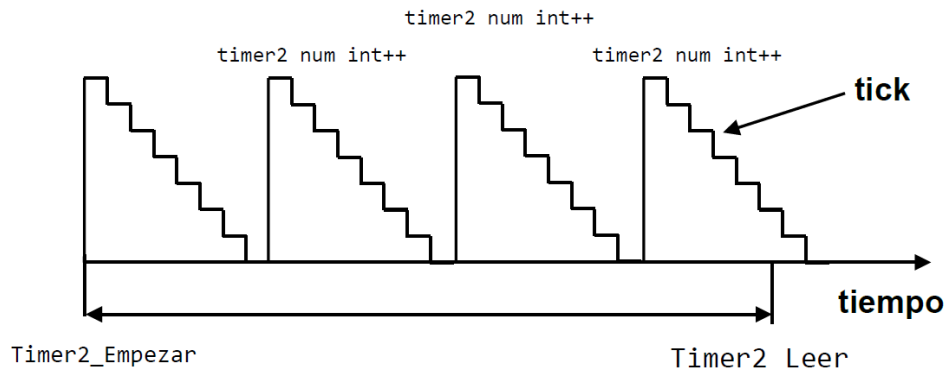 timer2 num int++
timer2 num int++
timer2 num int++
tick
tiempo
Timer2_Empezar
Timer2 Leer